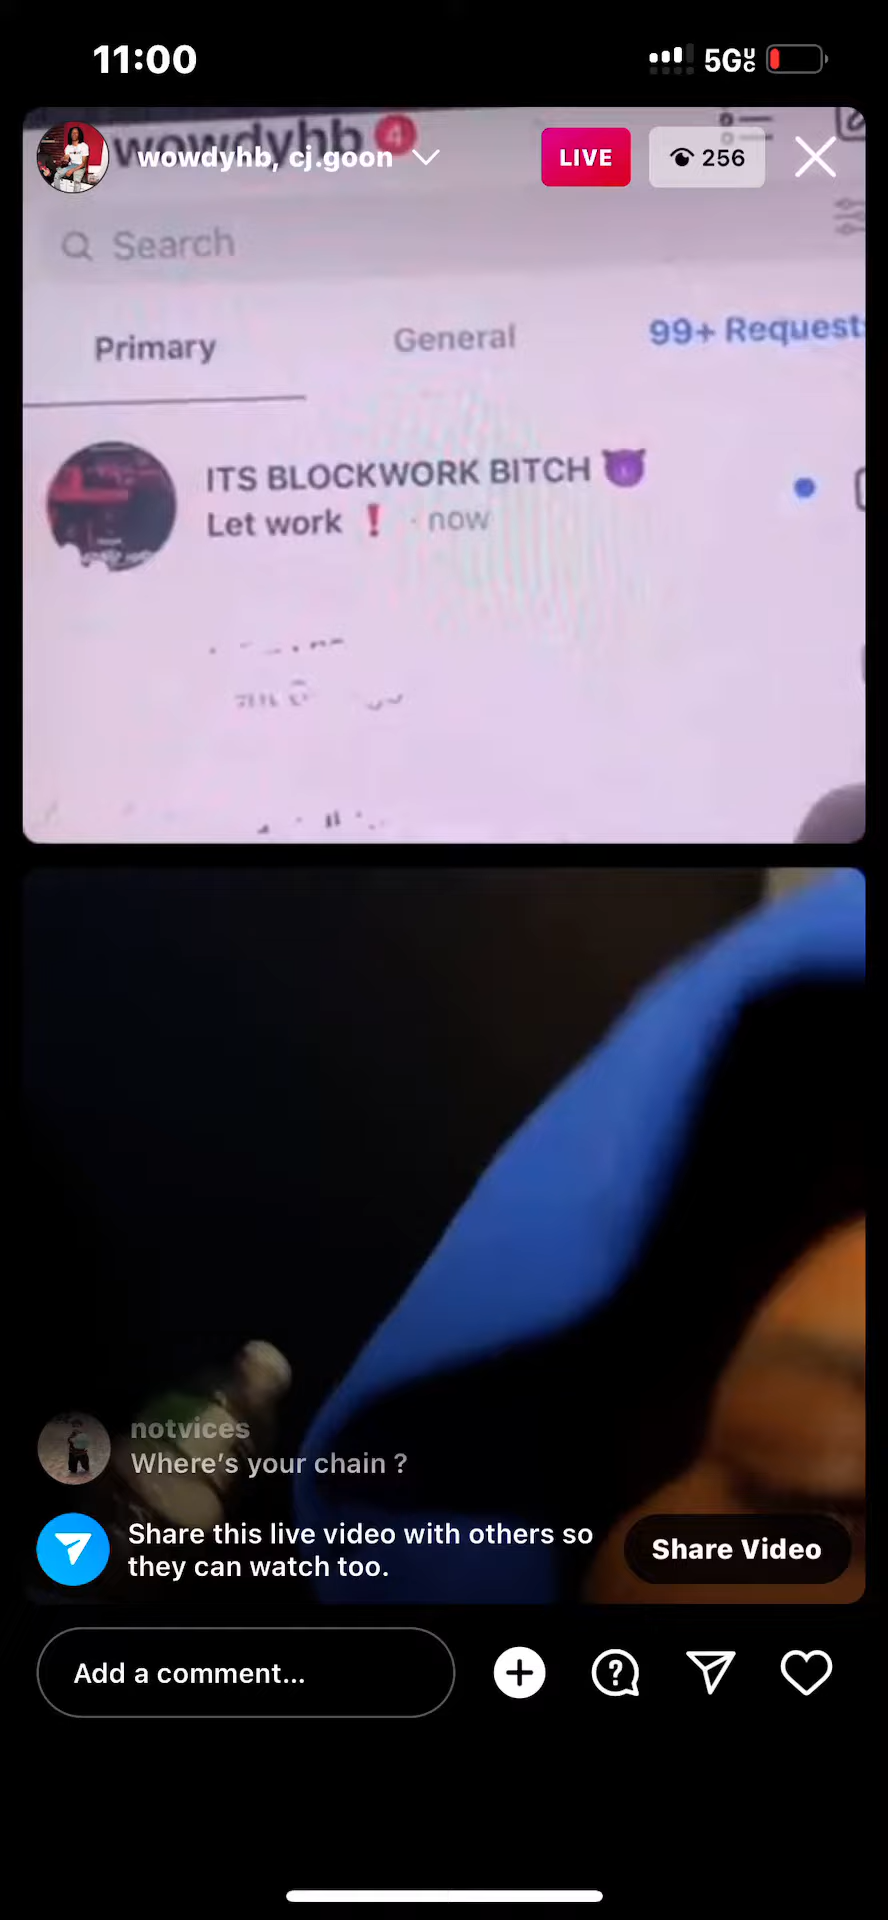 11:00
5GUC
wowdyhb 4
wowdyhb, cj.goon
LIVE
256
Search
Primary
General
99+ Request
ITS BLOCKWORK BITCH 😈
Let work ❗ · now
notvices
Where's your chain ?
Share this live video with others so
they can watch too.
Share Video
Add a comment...